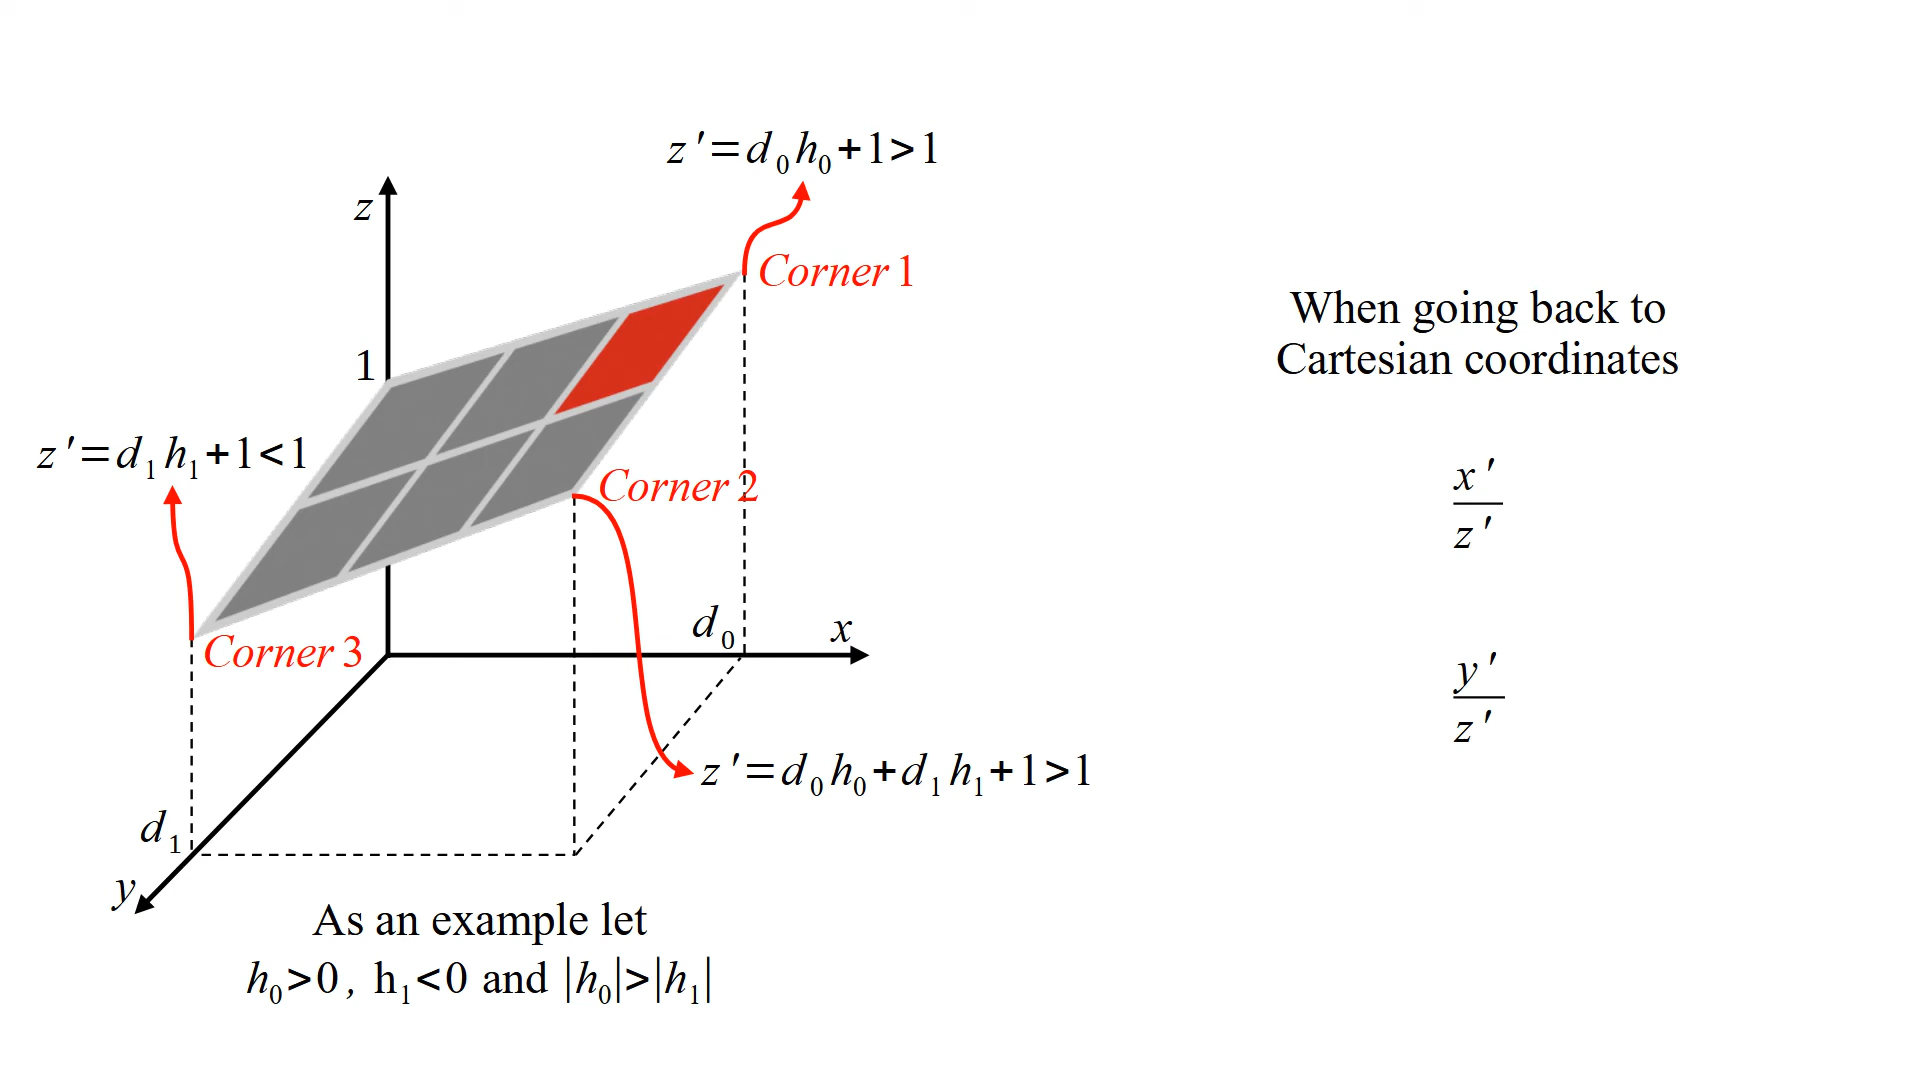 z′=d₀h₀+1>1
z
Corner 1
When going back to
Cartesian coordinates
1
z′=d₁h₁+1<1
x′
z′
Corner 2
d₀
x
Corner 3
y′
z′
z′=d₀h₀+d₁h₁+1>1
d₁
y
As an example let
h₀>0, h₁<0 and |h₀|>|h₁|